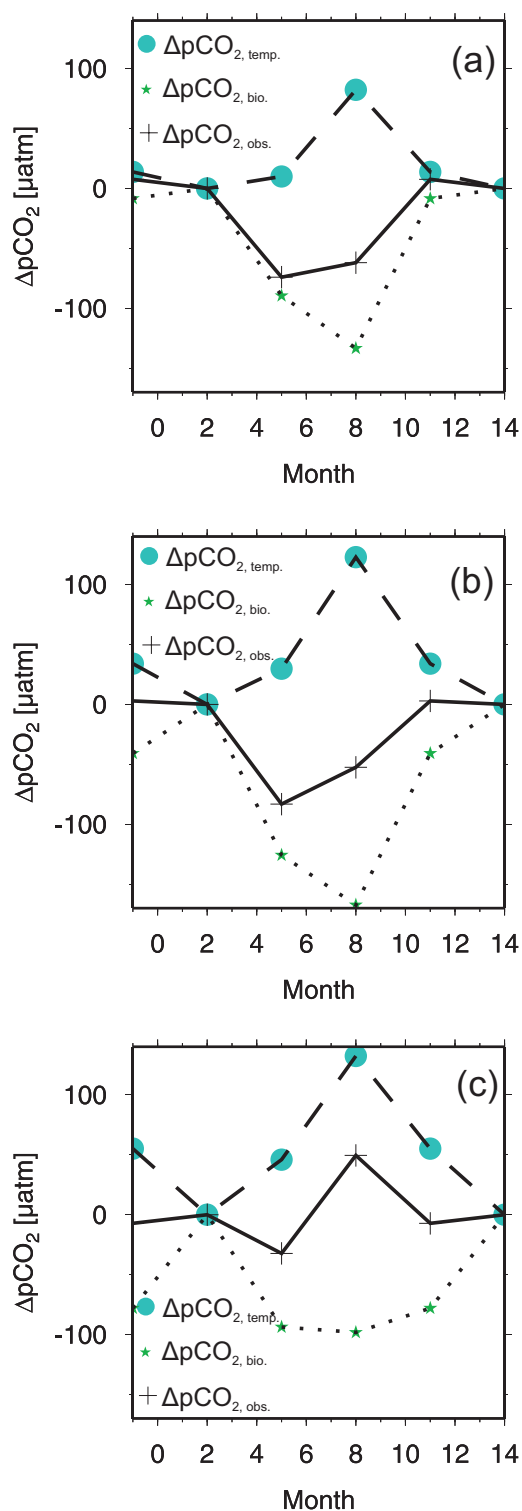 ΔpCO2, temp.
(a)
ΔpCO2, bio.
ΔpCO2, obs.
100
0
-100
ΔpCO2 [µatm]
0 2 4 6 8 10 12 14
Month
ΔpCO2, temp.
(b)
ΔpCO2, bio.
ΔpCO2, obs.
100
0
-100
ΔpCO2 [µatm]
0 2 4 6 8 10 12 14
Month
(c)
100
0
-100
ΔpCO2 [µatm]
ΔpCO2, temp.
ΔpCO2, bio.
ΔpCO2, obs.
0 2 4 6 8 10 12 14
Month